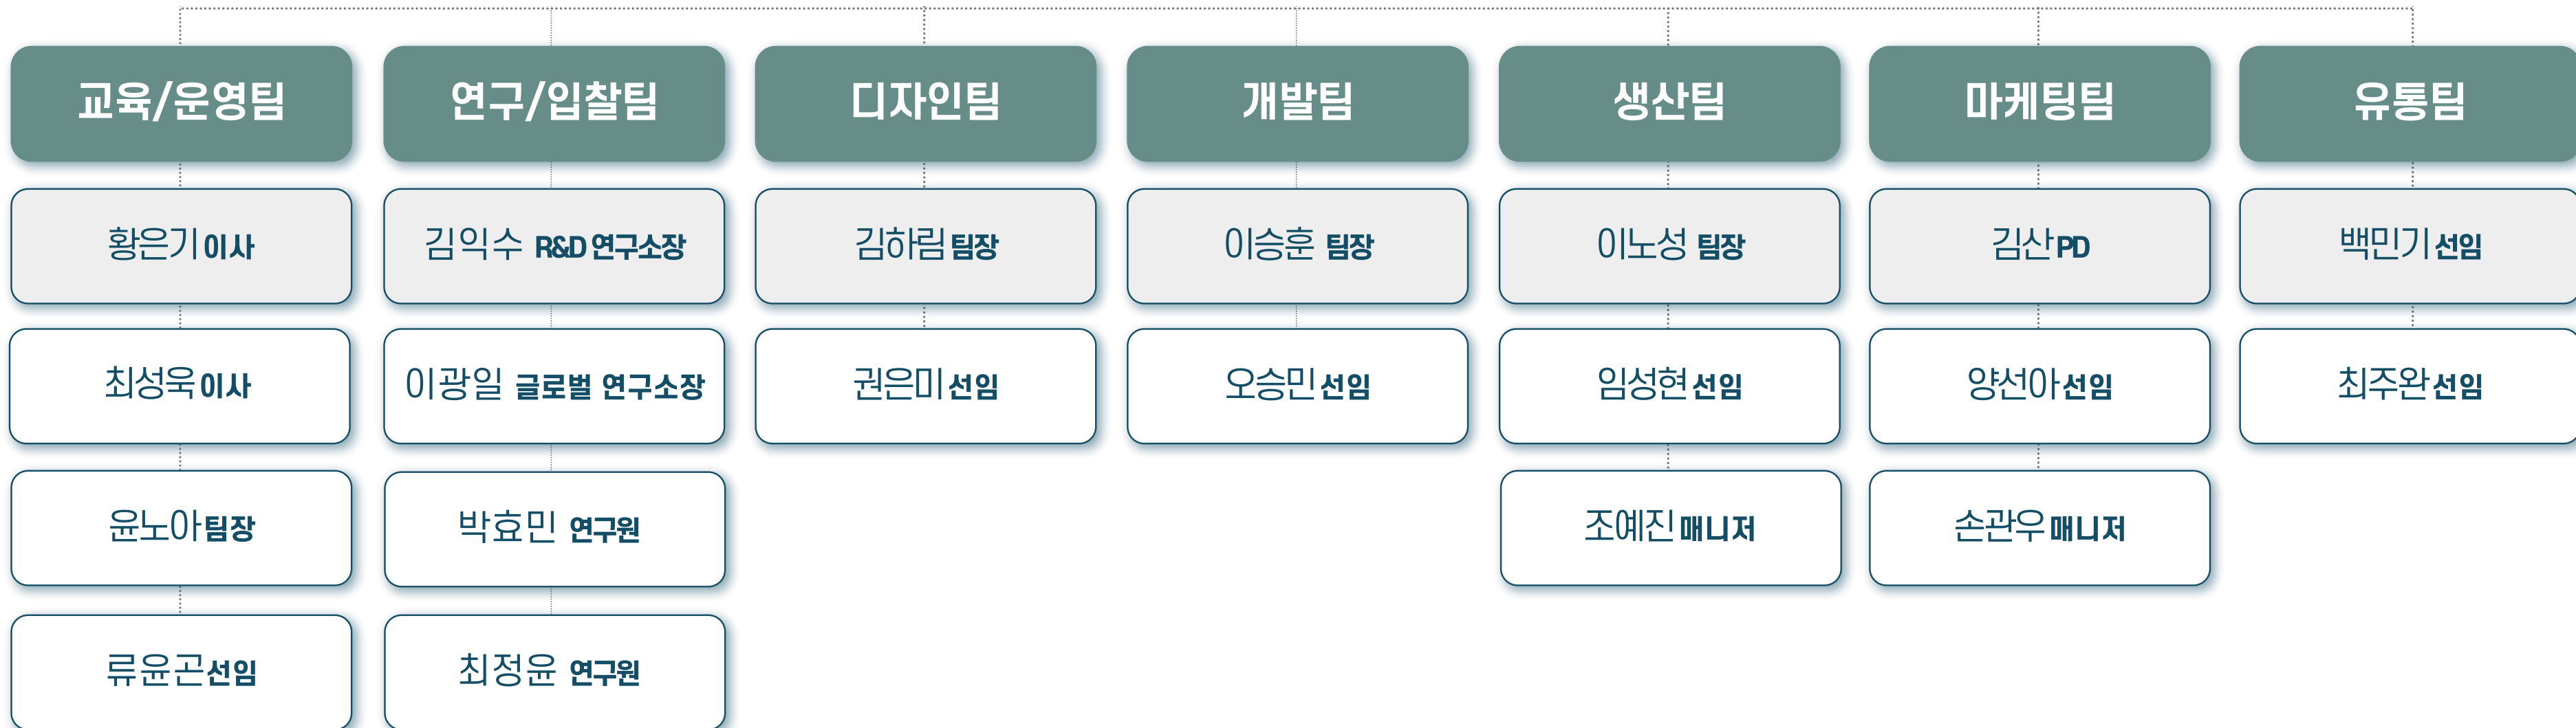 교육/운영팀
연구/입찰팀
디자인팀
개발팀
생산팀
마케팅팀
유통팀
황은기 이사
김익수 R&D 연구소장
김하림 팀장
이승훈 팀장
이노성 팀장
김산 PD
백민기 선임
최성욱 이사
이광일 글로벌 연구소장
권은미 선임
오승민 선임
임성현 선임
양선아 선임
최주완 선임
윤노아 팀장
박효민 연구원
조예진 매니저
손관우 매니저
류윤곤 선임
최정윤 연구원